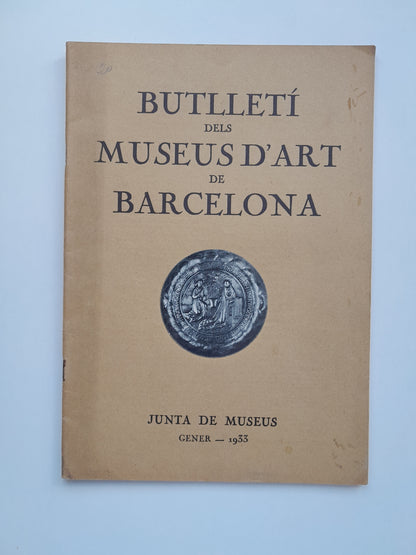 BUTLLETÍ
DELS
MUSEUS D'ART
DE
BARCELONA
JUNTA DE MUSEUS
GENER — 1933